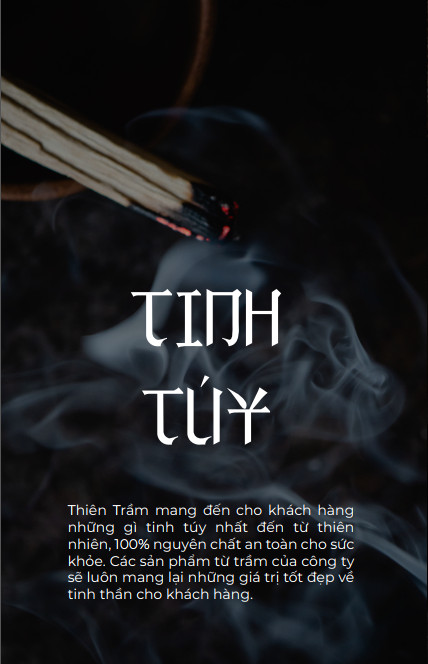 TINH
TÚY
Thiên Trầm mang đến cho khách hàng
những gì tinh túy nhất đến từ thiên
nhiên, 100% nguyên chất an toàn cho sức
khỏe. Các sản phẩm từ trầm của công ty
sẽ luôn mang lại những giá trị tốt đẹp về
tinh thần cho khách hàng.